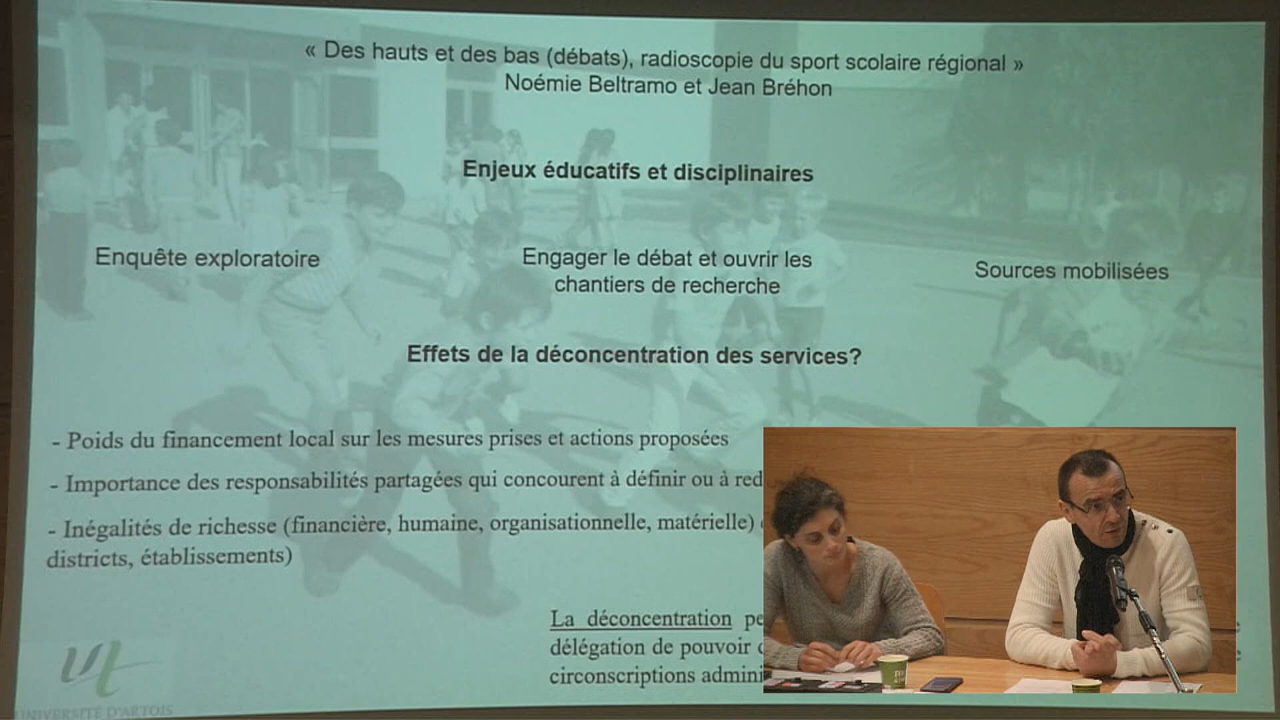 « Des hauts et des bas (débats), radioscopie du sport scolaire régional »
Noémie Beltramo et Jean Bréhon
Enjeux éducatifs et disciplinaires
Enquête exploratoire
Engager le débat et ouvrir les
chantiers de recherche
Sources mobilisées
Effets de la déconcentration des services?
- Poids du financement local sur les mesures prises et actions proposées
- Importance des responsabilités partagées qui concourent à définir ou à
- Inégalités de richesse (financière, humaine, organisationnelle, matérielle)
districts, établissements)
La déconcentration
délégation de pouvoir
circonscriptions
UNIVERSITÉ D'ARTOIS